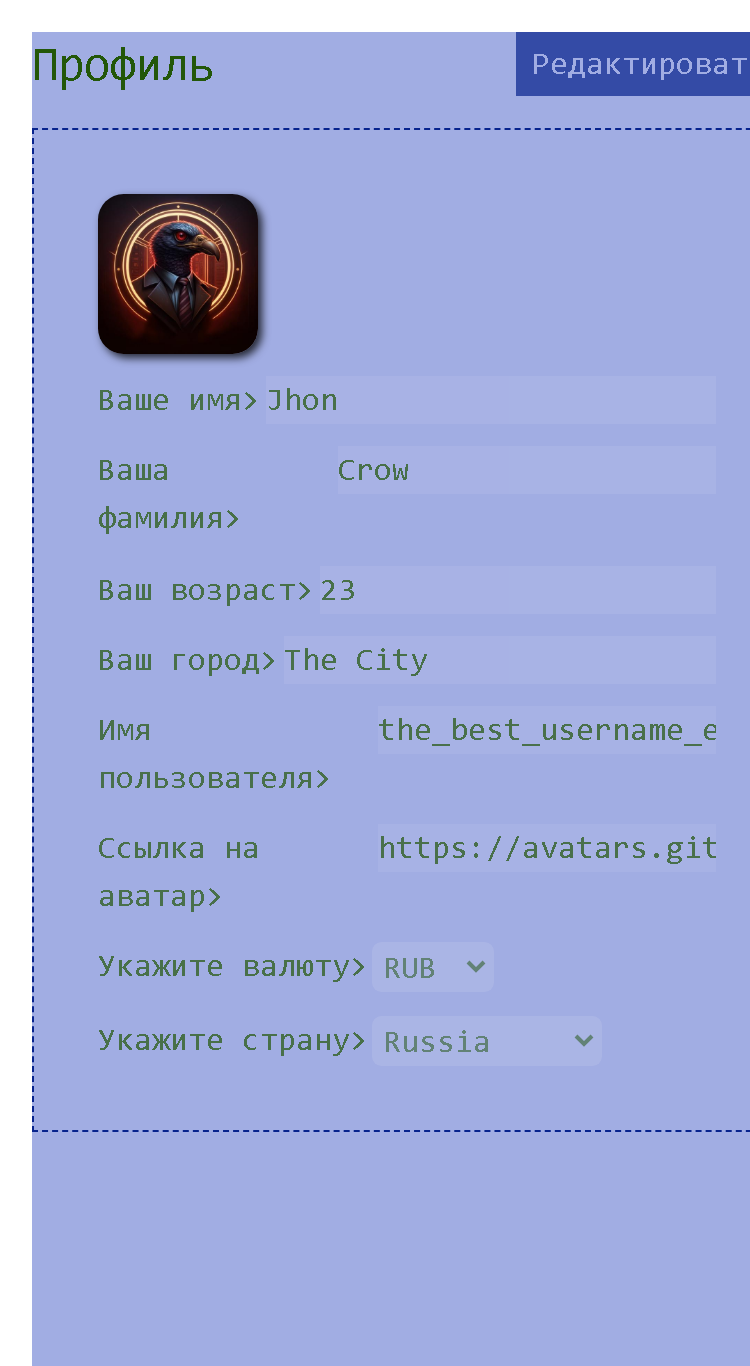 Профиль
Редактироват
Ваше имя> Jhon
Ваша Crow
фамилия>
Ваш возраст> 23
Ваш город> The City
Имя the_best_username_e
пользователя>
Ссылка на https://avatars.git
аватар>
Укажите валюту> RUB
Укажите страну> Russia